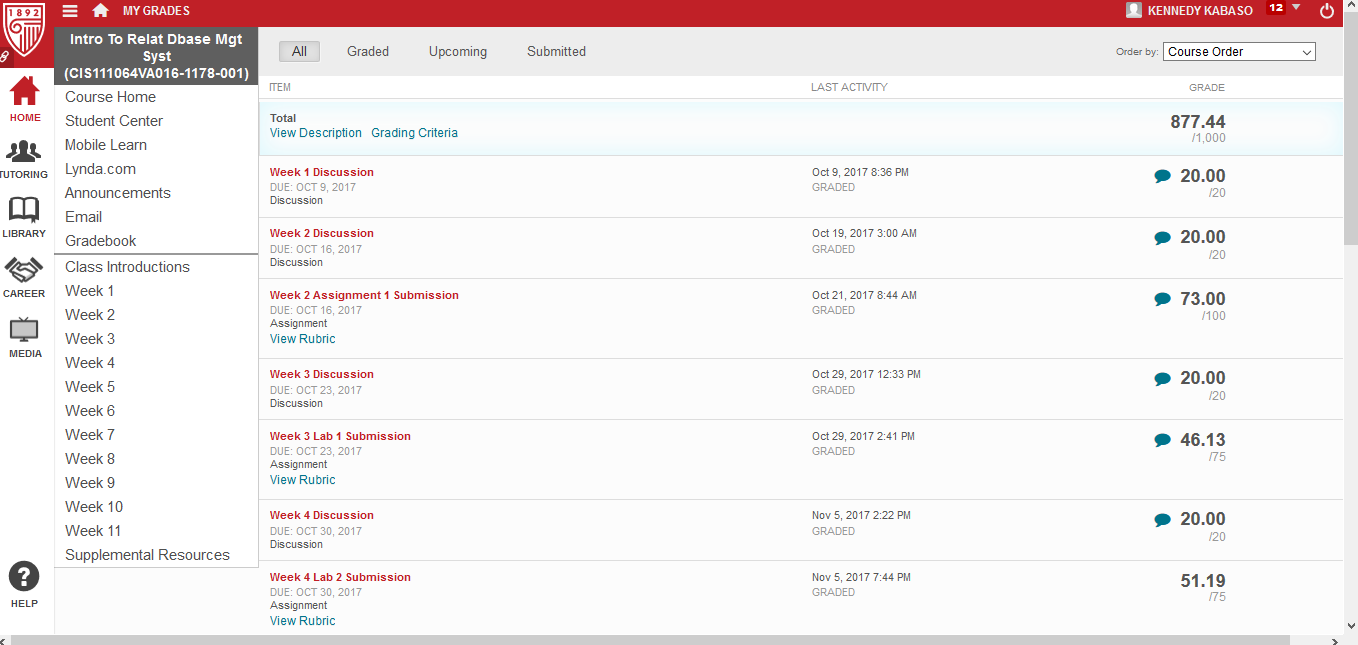 1892
MY GRADES
KENNEDY KABASO 12
HOME
TUTORING
LIBRARY
CAREER
MEDIA
HELP
Intro To Relat Dbase Mgt
Syst
(CIS111064VA016-1178-001)
Course Home
Student Center
Mobile Learn
Lynda.com
Announcements
Email
Gradebook
Class Introductions
Week 1
Week 2
Week 3
Week 4
Week 5
Week 6
Week 7
Week 8
Week 9
Week 10
Week 11
Supplemental Resources
All Graded Upcoming Submitted Order by: Course Order
ITEM LAST ACTIVITY GRADE
Total 877.44
View Description Grading Criteria /1,000
Week 1 Discussion Oct 9, 2017 8:36 PM 20.00
DUE: OCT 9, 2017 GRADED /20
Discussion
Week 2 Discussion Oct 19, 2017 3:00 AM 20.00
DUE: OCT 16, 2017 GRADED /20
Discussion
Week 2 Assignment 1 Submission Oct 21, 2017 8:44 AM 73.00
DUE: OCT 16, 2017 GRADED /100
Assignment
View Rubric
Week 3 Discussion Oct 29, 2017 12:33 PM 20.00
DUE: OCT 23, 2017 GRADED /20
Discussion
Week 3 Lab 1 Submission Oct 29, 2017 2:41 PM 46.13
DUE: OCT 23, 2017 GRADED /75
Assignment
View Rubric
Week 4 Discussion Nov 5, 2017 2:22 PM 20.00
DUE: OCT 30, 2017 GRADED /20
Discussion
Week 4 Lab 2 Submission Nov 5, 2017 7:44 PM 51.19
DUE: OCT 30, 2017 GRADED /75
Assignment
View Rubric